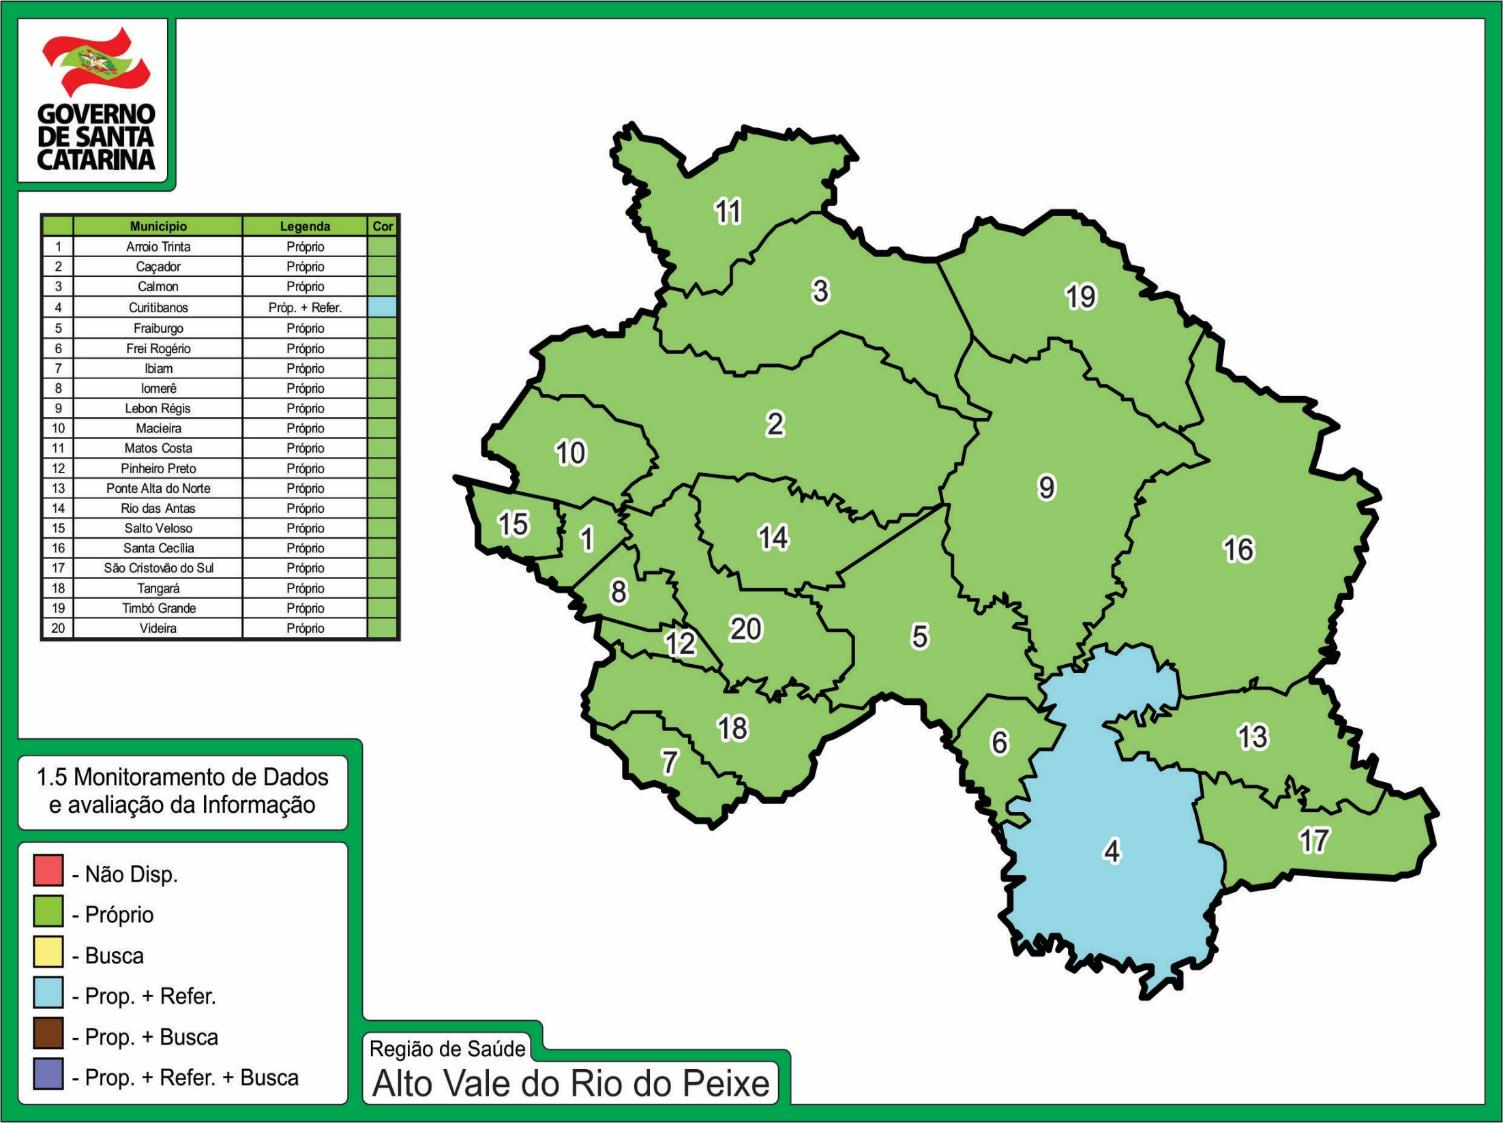 GOVERNO
DE SANTA
CATARINA
Município Legenda Cor
1 Arroio Trinta Próprio
2 Caçador Próprio
3 Calmon Próprio
4 Curitibanos Próp. + Refer.
5 Fraiburgo Próprio
6 Frei Rogério Próprio
7 Ibiam Próprio
8 Iomerê Próprio
9 Lebon Régis Próprio
10 Macieira Próprio
11 Matos Costa Próprio
12 Pinheiro Preto Próprio
13 Ponte Alta do Norte Próprio
14 Rio das Antas Próprio
15 Salto Veloso Próprio
16 Santa Cecília Próprio
17 São Cristovão do Sul Próprio
18 Tangará Próprio
19 Timbó Grande Próprio
20 Videira Próprio
11
3
19
2
10
9
15
1
14
16
8
20
5
12
18
6
13
7
17
4
1.5 Monitoramento de Dados
e avaliação da Informação
- Não Disp.
- Próprio
- Busca
- Prop. + Refer.
- Prop. + Busca
- Prop. + Refer. + Busca
Região de Saúde
Alto Vale do Rio do Peixe